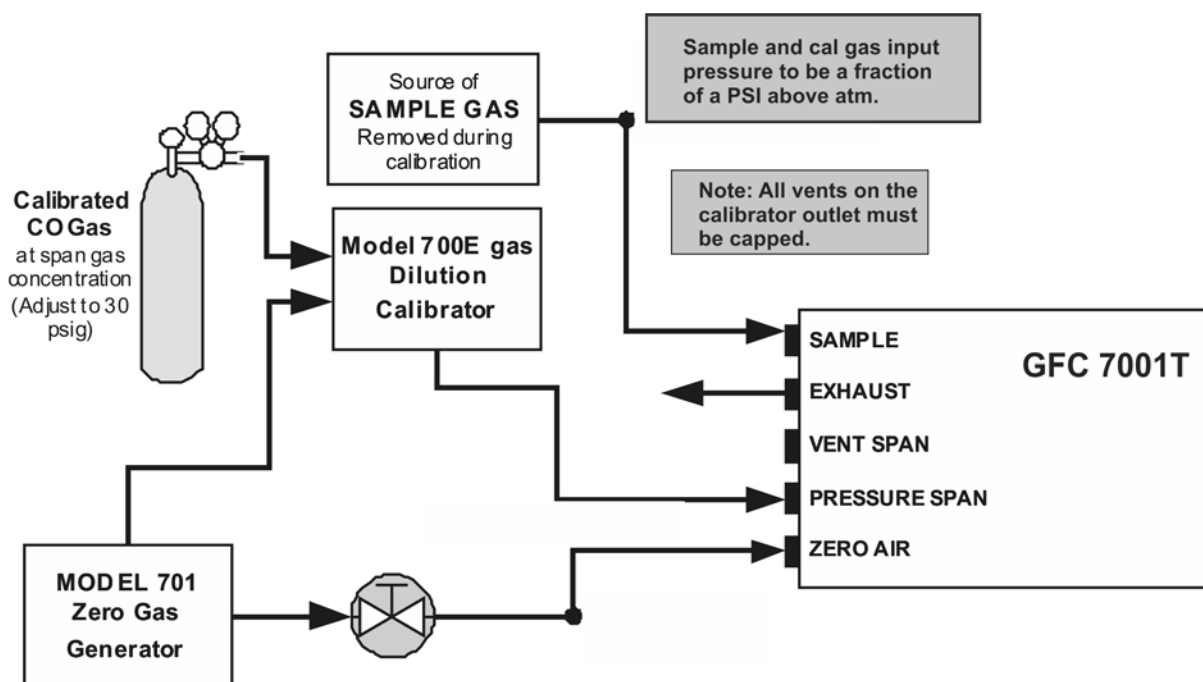 Sample and cal gas input
pressure to be a fraction
of a PSI above atm.
Source of
SAMPLE GAS
Removed during
calibration
Note: All vents on the
calibrator outlet must
be capped.
Calibrated
CO Gas
at span gas
concentration
(Adjust to 30
psig)
Model 700E gas
Dilution
Calibrator
GFC 7001T
SAMPLE
EXHAUST
VENT SPAN
PRESSURE SPAN
ZERO AIR
MODEL 701
Zero Gas
Generator